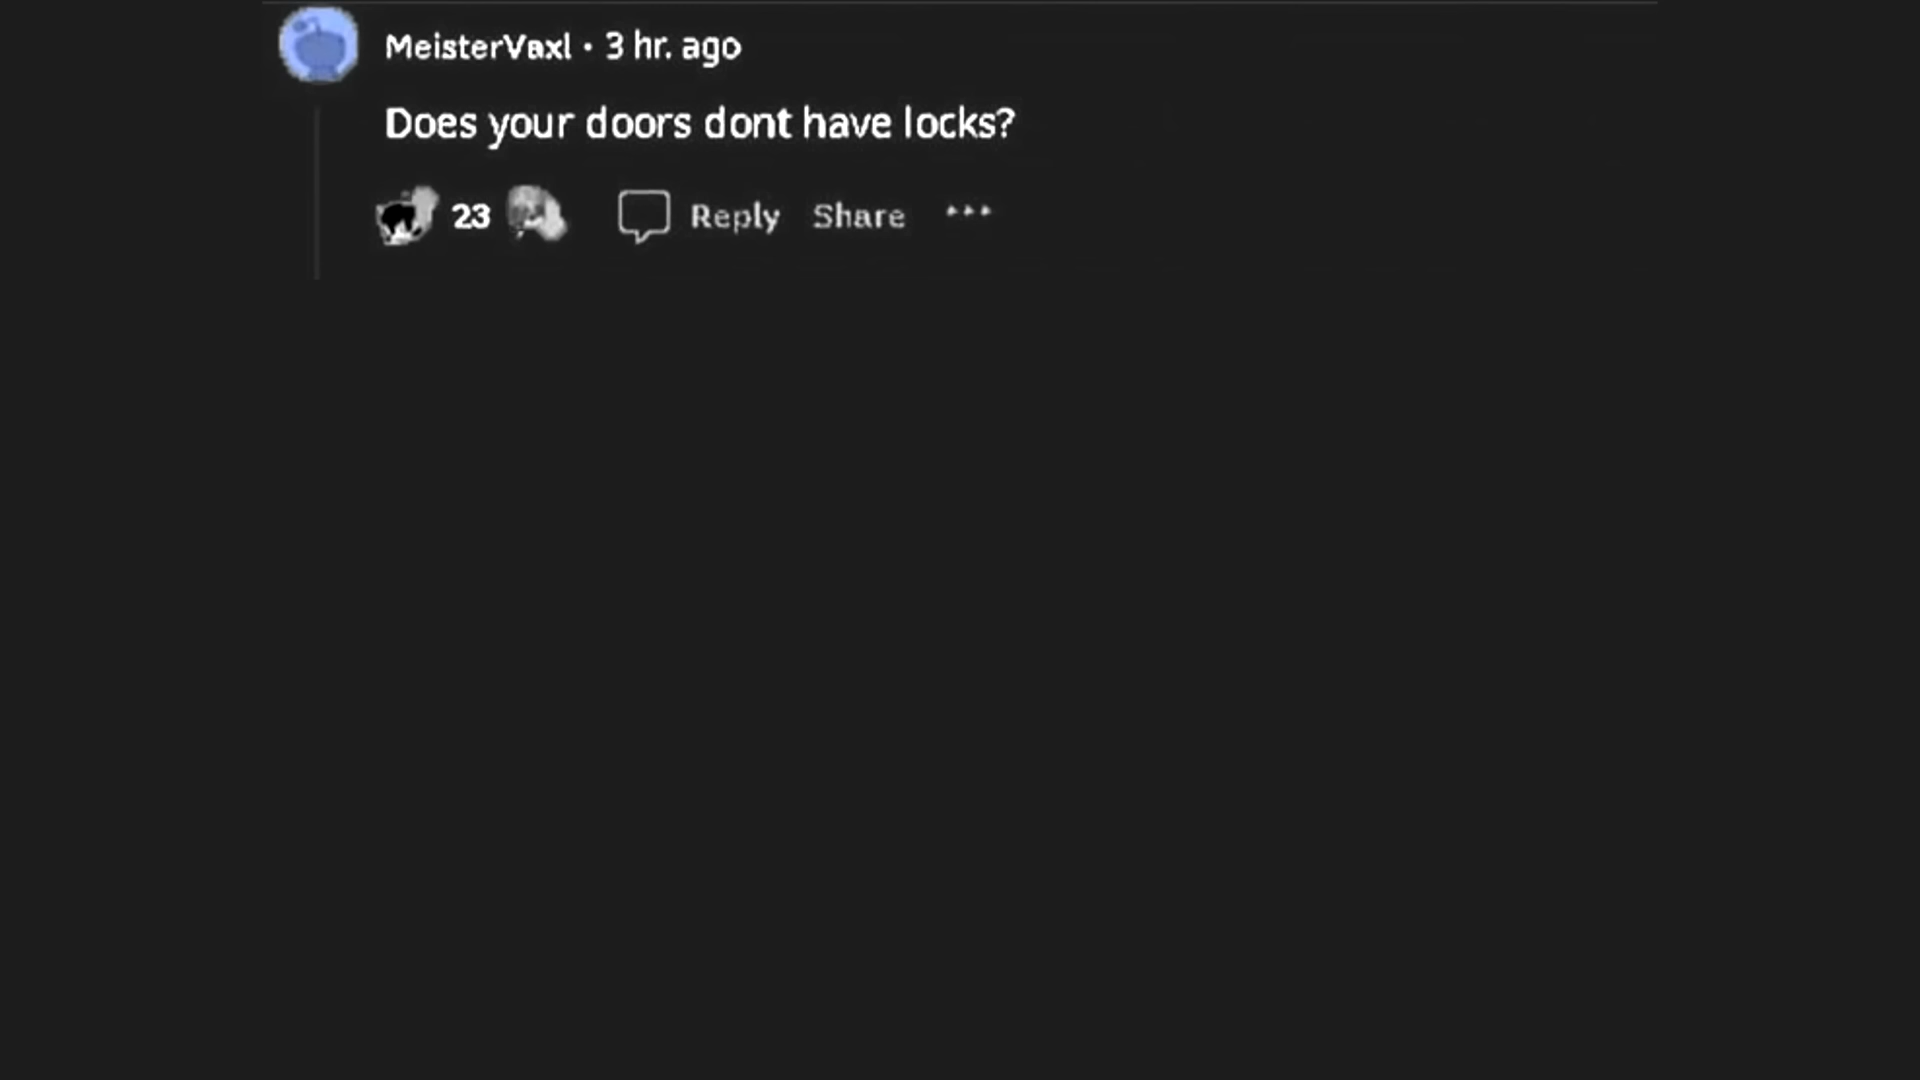 MeisterVaxl · 3 hr. ago
Does your doors dont have locks?
23 Reply Share ···